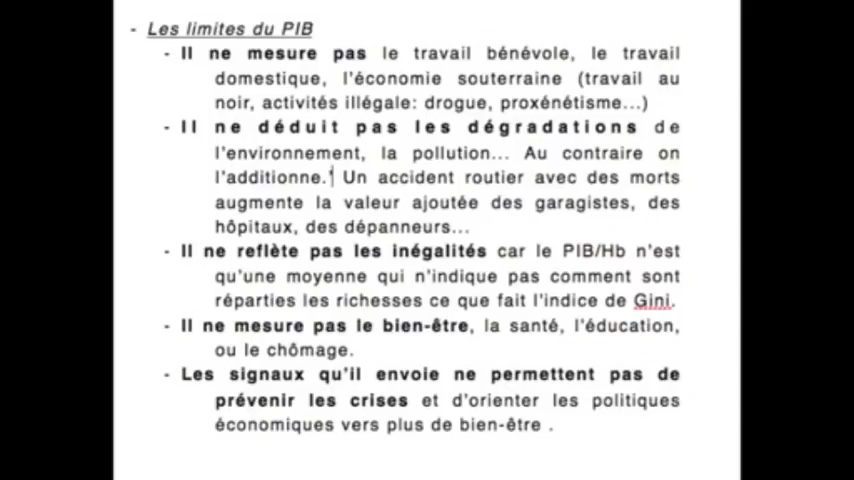 - Les limites du PIB
- Il ne mesure pas le travail bénévole, le travail
domestique, l'économie souterraine (travail au
noir, activités illégale: drogue, proxénétisme...)
- Il ne déduit pas les dégradations de
l'environnement, la pollution... Au contraire on
l'additionne. Un accident routier avec des morts
augmente la valeur ajoutée des garagistes, des
hôpitaux, des dépanneurs...
- Il ne reflète pas les inégalités car le PIB/Hb n'est
qu'une moyenne qui n'indique pas comment sont
réparties les richesses ce que fait l'indice de Gini.
- Il ne mesure pas le bien-être, la santé, l'éducation,
ou le chômage.
- Les signaux qu'il envoie ne permettent pas de
prévenir les crises et d'orienter les politiques
économiques vers plus de bien-être .